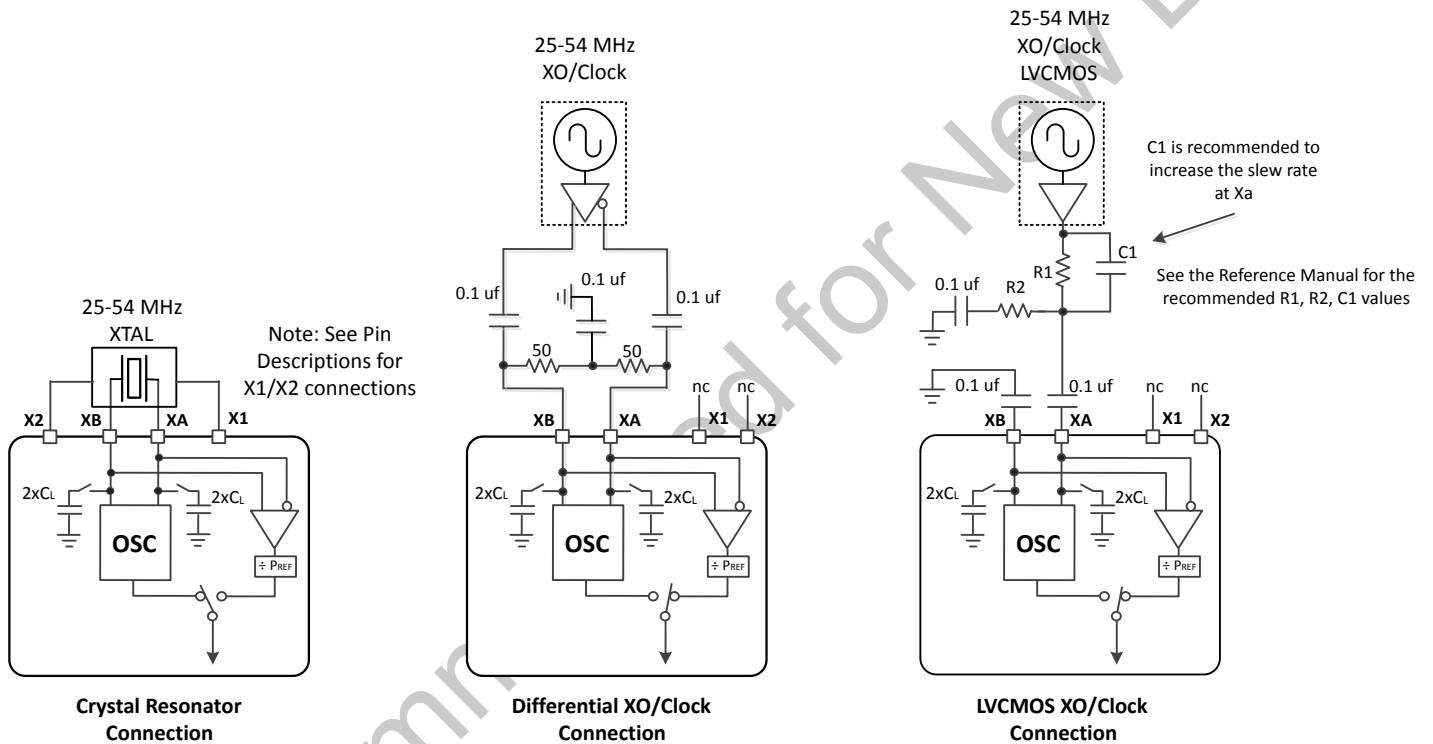 25-54 MHz
XTAL
Note: See Pin
Descriptions for
X1/X2 connections
X2
XB
XA
X1
2xCL
2xCL
OSC
÷ PREF
Crystal Resonator
Connection
25-54 MHz
XO/Clock
0.1 uf
0.1 uf
0.1 uf
50
50
nc
nc
XB
XA
X1
X2
2xCL
2xCL
OSC
÷ PREF
Differential XO/Clock
Connection
25-54 MHz
XO/Clock
LVCMOS
C1 is recommended to
increase the slew rate
at Xa
C1
R1
0.1 uf
R2
See the Reference Manual for the
recommended R1, R2, C1 values
0.1 uf
0.1 uf
nc
nc
XB
XA
X1
X2
2xCL
2xCL
OSC
÷ PREF
LVCMOS XO/Clock
Connection
for New